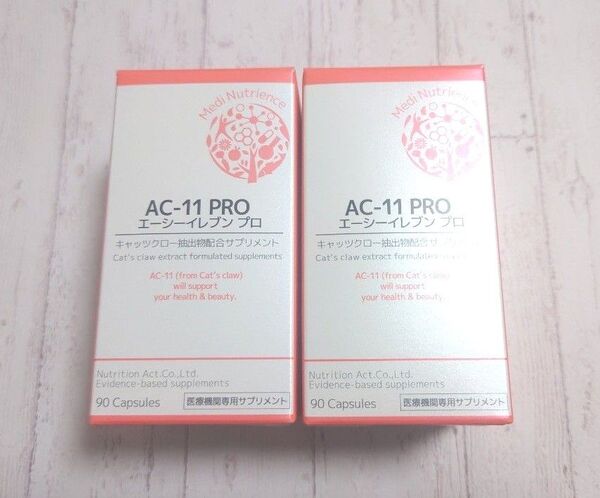 Medi Nutrience
AC-11 PRO
エーシーイレブン プロ
キャッツクロー抽出物配合サプリメント
Cat's claw extract formulated supplements
AC-11 (from Cat's claw)
will support
your health & beauty.
Nutrition Act.Co.,Ltd.
Evidence-based supplements
90 Capsules
医療機関専用サプリメント
Medi Nutrience
AC-11 PRO
エーシーイレブン プロ
キャッツクロー抽出物配合サプリメント
Cat's claw extract formulated
AC-11 (from Cat's claw)
will support
your health & beauty.
Nutrition Act.Co.,Ltd.
Evidence-based supplements
90 Capsules
医療機関専用サプリメント